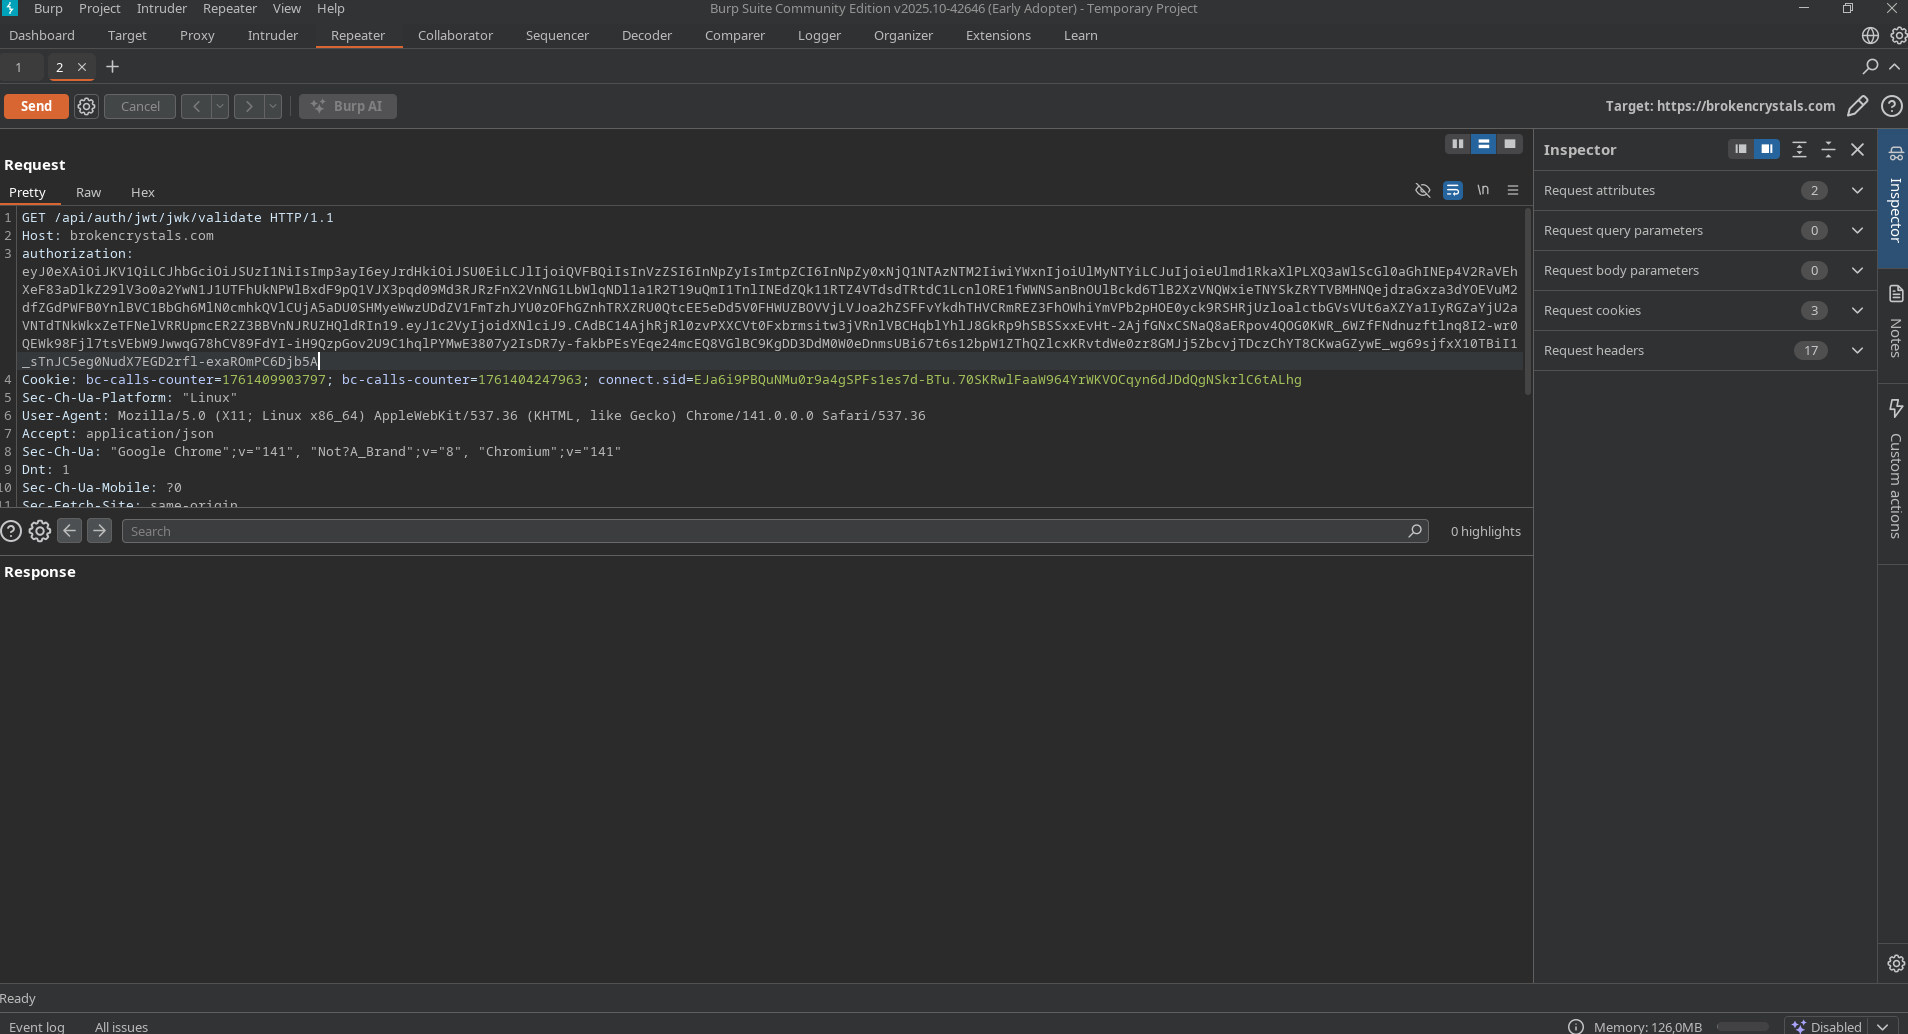 Burp Project Intruder Repeater View Help
Burp Suite Community Edition v2025.10-42646 (Early Adopter) - Temporary Project
Dashboard Target Proxy Intruder Repeater Collaborator Sequencer Decoder Comparer Logger Organizer Extensions Learn
1 2
Send Cancel Burp AI
Target: https://brokencrystals.com
Request
Pretty Raw Hex
\n
1 GET /api/auth/jwt/jwk/validate HTTP/1.1
2 Host: brokencrystals.com
3 authorization:
eyJ0eXAiOiJKV1QiLCJhbGciOiJSUzI1NiIsImp3ayI6eyJrdHkiOiJSU0EiLCJlIjoiQVFBQiIsInVzZSI6InNpZyIsImtpZCI6InNpZy0xNjQ1NTAzNTM2IiwiYWxnIjoiUlMyNTYiLCJuIjoieUlmd1RkaXlPLXQ3aWlScGl0aGhINEp4V2RaVEh
XeF83aDlkZ29lV3o0a2YwN1J1UTFhUkNPWlBxdF9pQ1VJX3pqd09Md3RJRzFnX2VnNG1LbWlqNDl1a1R2T19uQmI1TnlINEdZQk11RTZ4VTdsdTRtdC1LcnlORE1fWWNSanBnOUlBckd6TlB2XzVNQWxieTNYSkZRYTVBMHNQejdraGxza3dYOEVuM2
dfZGdPWFB0YnlBVC1BbGh6MlN0cmhkQVlCUjA5aDU0SHMyeWwzUDdZV1FmTzhJYU0zOFhGZnhTRXZRU0QtcEE5eDd5V0FHWUZBOVVjLVJoa2hZSFFvYkdhTHVCRmREZ3FhOWhiYmVPb2pHOE0yck9RSHRjUzloalctbGVsVUt6aXZYa1IyRGZaYjU2a
VNTdTNkWkxZeTFNelVRRUpmcER2Z3BBVnNJRUZHQldRIn19.eyJ1c2VyIjoidXNlciJ9.CAdBC14AjhRjRl0zvPXXCVt0Fxbrmsitw3jVRnlVBCHqblYhlJ8GkRp9hSBSSxxEvHt-2AjfGNxCSNaQ8aERpov4QOG0KWR_6WZfFNdnuzftlnq8I2-wr0
QEWk98Fjl7tsVEbW9JwwqG78hCV89FdYI-iH9QzpGov2U9C1hqlPYMwE3807y2IsDR7y-fakbPEsYEqe24mcEQ8VGlBC9KgDD3DdM0W0eDnmsUBi67t6s12bpW1ZThQZlcxKRvtdWe0zr8GMJj5ZbcvjTDczChYT8CKwaGZywE_wg69sjfxX10TBiI1
_sTnJC5eg0NudX7EGD2rfl-exaROmPC6Djb5A
4 Cookie: bc-calls-counter=1761409903797; bc-calls-counter=1761404247963; connect.sid=EJa6i9PBQuNMu0r9a4gSPFs1es7d-BTu.70SKRwlFaaW964YrWKVOCqyn6dJDdQgNSkrlC6tALhg
5 Sec-Ch-Ua-Platform: "Linux"
6 User-Agent: Mozilla/5.0 (X11; Linux x86_64) AppleWebKit/537.36 (KHTML, like Gecko) Chrome/141.0.0.0 Safari/537.36
7 Accept: application/json
8 Sec-Ch-Ua: "Google Chrome";v="141", "Not?A_Brand";v="8", "Chromium";v="141"
9 Dnt: 1
10 Sec-Ch-Ua-Mobile: ?0
11 Sec-Fetch-Site: same-origin
Search
0 highlights
Response
Inspector
Request attributes 2
Request query parameters 0
Request body parameters 0
Request cookies 3
Request headers 17
Inspector
Notes
Custom actions
Ready
Event log All issues
Memory: 126,0MB
Disabled